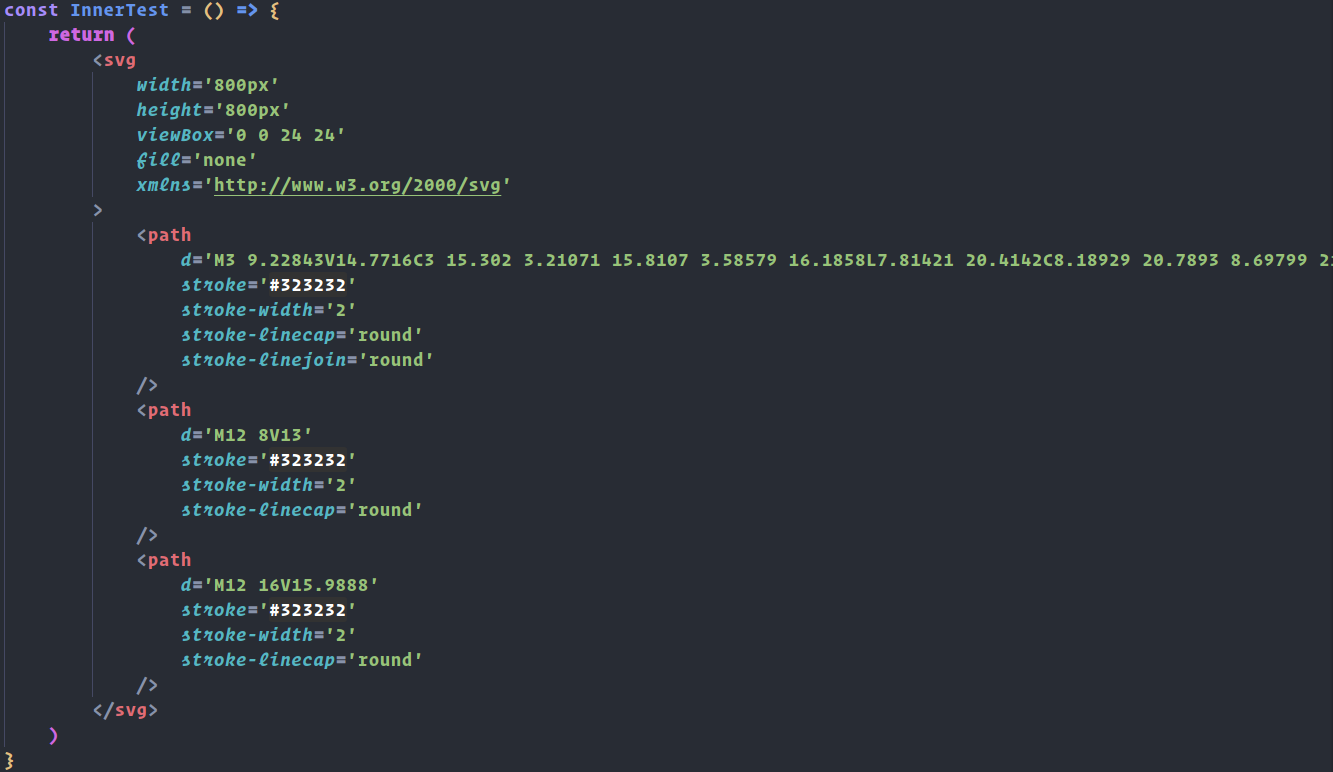 const InnerTest = () => {
return (
<svg
width='800px'
height='800px'
viewBox='0 0 24 24'
fill='none'
xmlns='http://www.w3.org/2000/svg'
>
<path
d='M3 9.22843V14.7716C3 15.302 3.21071 15.8107 3.58579 16.1858L7.81421 20.4142C8.18929 20.7893 8.69799
stroke='#323232'
stroke-width='2'
stroke-linecap='round'
stroke-linejoin='round'
/>
<path
d='M12 8V13'
stroke='#323232'
stroke-width='2'
stroke-linecap='round'
/>
<path
d='M12 16V15.9888'
stroke='#323232'
stroke-width='2'
stroke-linecap='round'
/>
</svg>
)
}